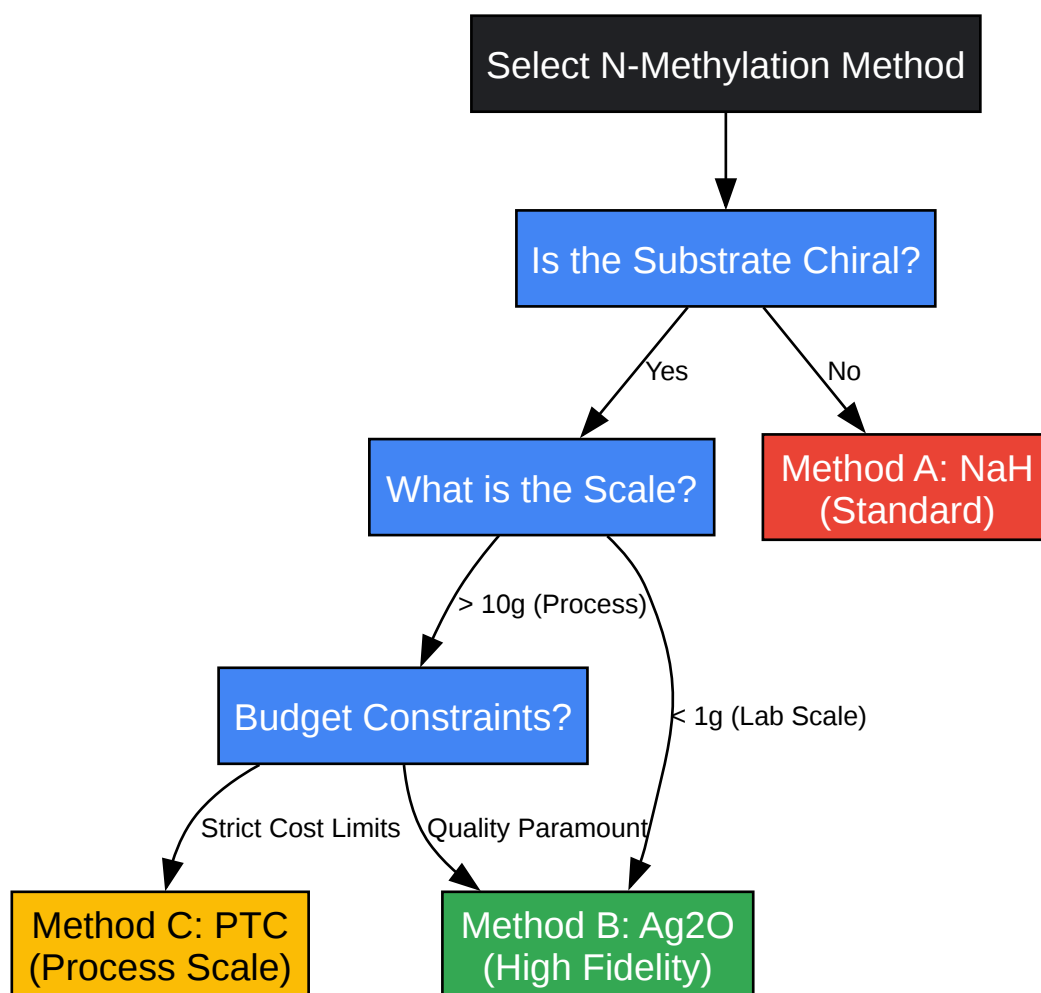 Select N-Methylation Method
Is the Substrate Chiral?
Yes
No
What is the Scale?
Method A: NaH
(Standard)
> 10g (Process)
Budget Constraints?
< 1g (Lab Scale)
Strict Cost Limits
Quality Paramount
Method C: PTC
(Process Scale)
Method B: Ag2O
(High Fidelity)